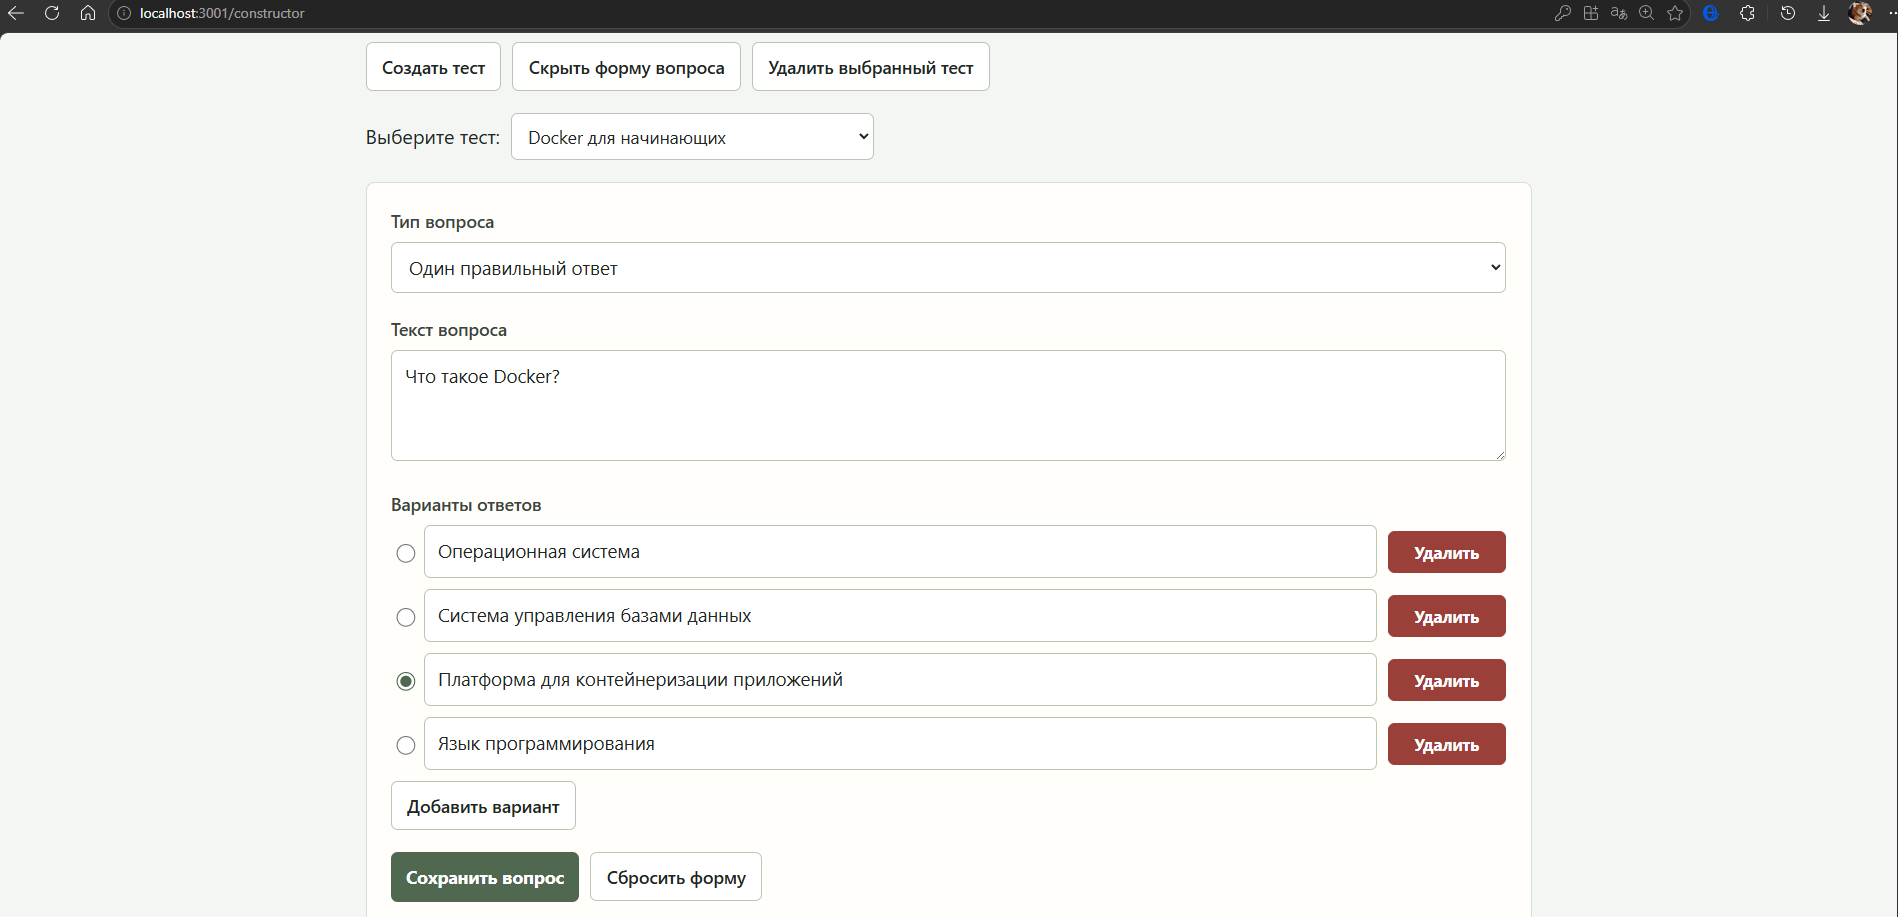 localhost:3001/constructor
Создать тест Скрыть форму вопроса Удалить выбранный тест
Выберите тест: Docker для начинающих
Тип вопроса
Один правильный ответ
Текст вопроса
Что такое Docker?
Варианты ответов
Операционная система Удалить
Система управления базами данных Удалить
Платформа для контейнеризации приложений Удалить
Язык программирования Удалить
Добавить вариант
Сохранить вопрос Сбросить форму